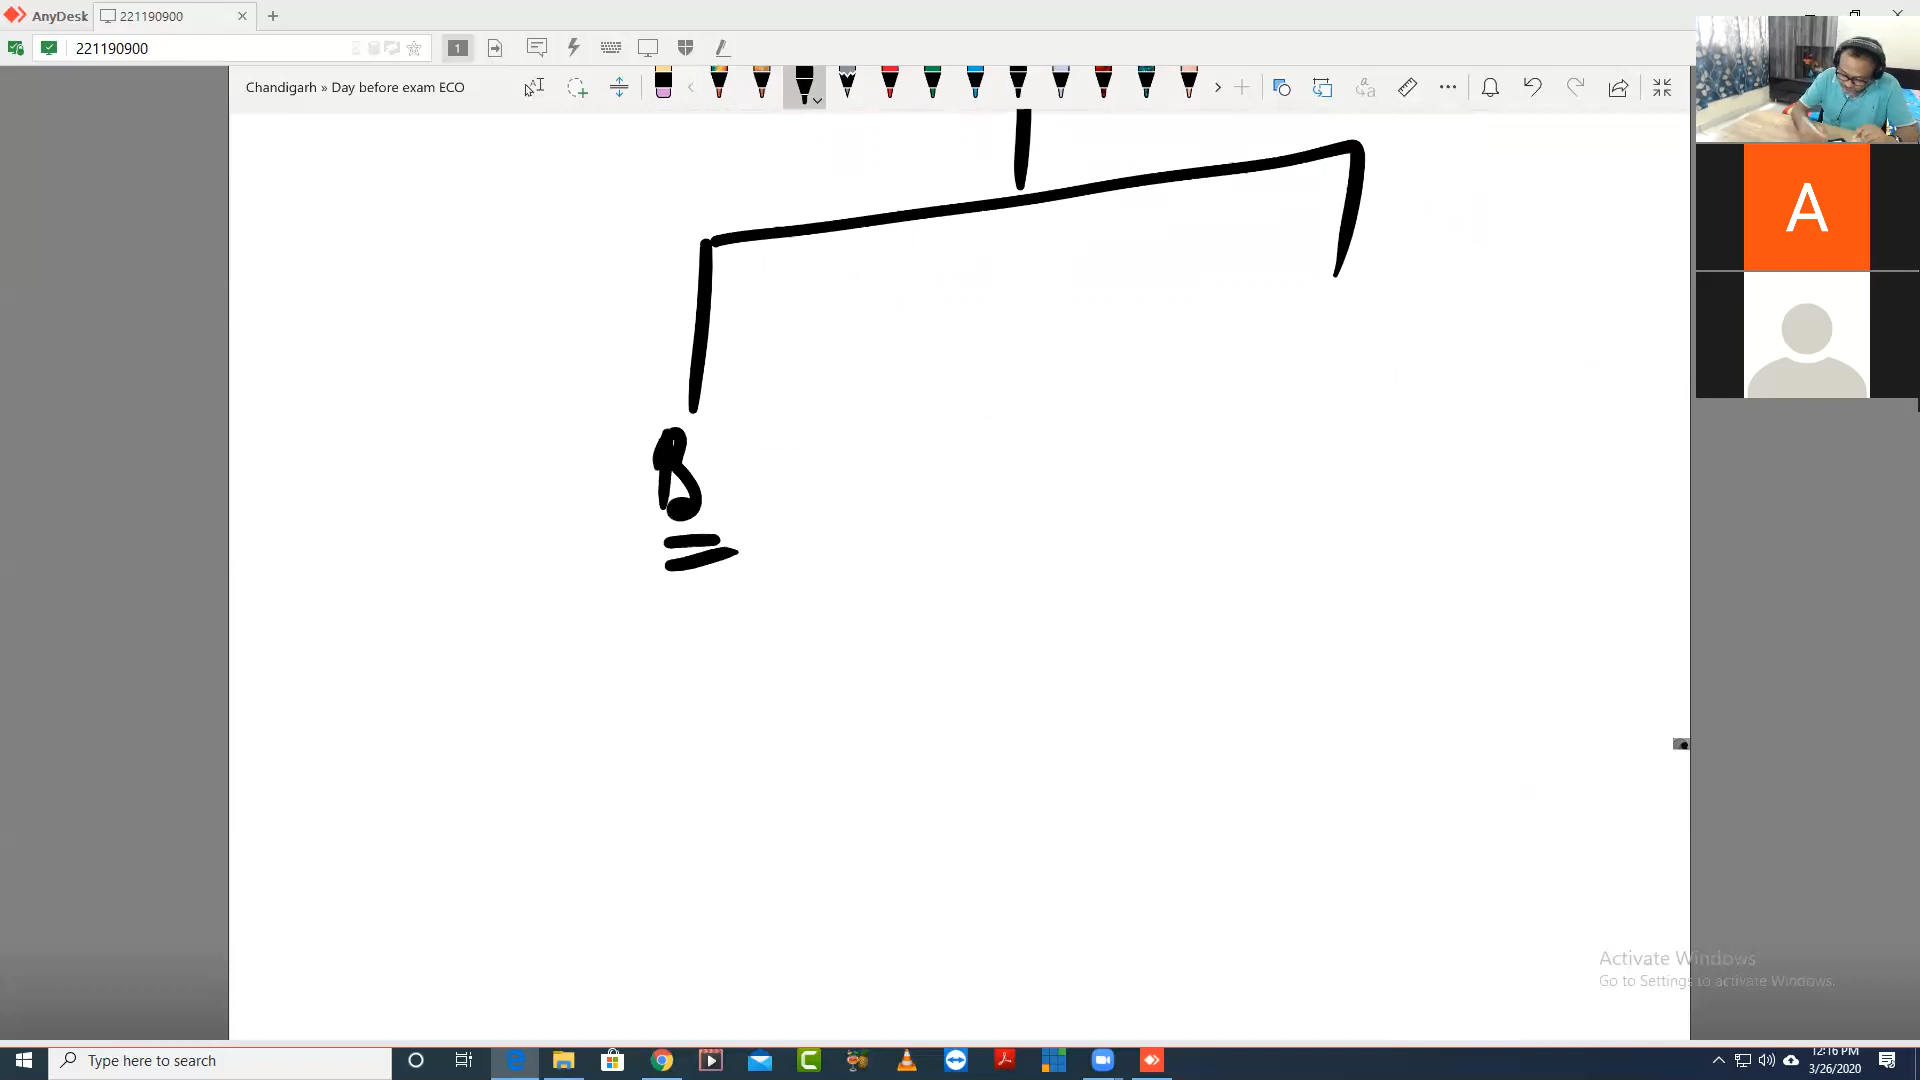 AnyDesk
221190900
221190900
1
Chandigarh » Day before exam ECO
A
B
Activate Windows
Go to Settings to activate Windows.
Type here to search
12:16 PM
3/26/2020